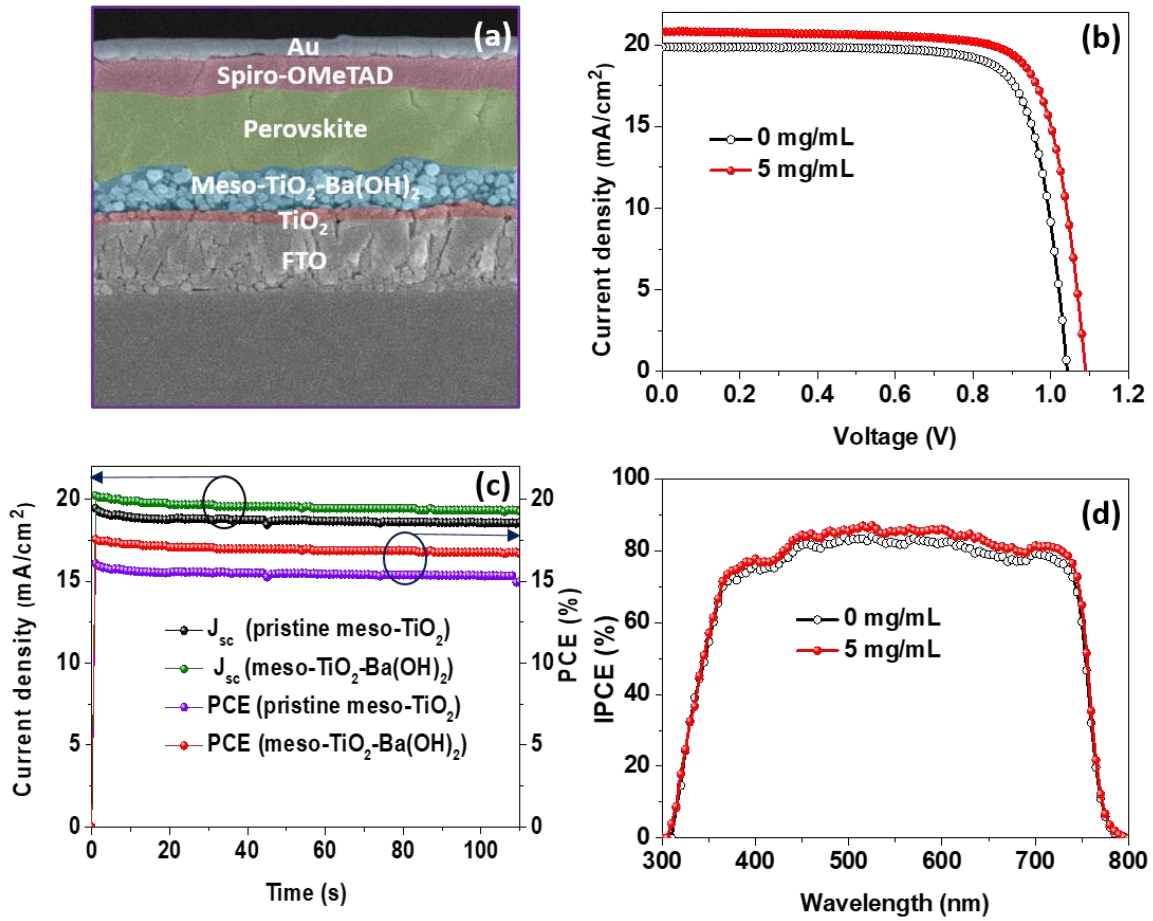 (a)
Au
Spiro-OMeTAD
Perovskite
Meso-TiO₂-Ba(OH)₂
TiO₂
FTO
(b)
Current density (mA/cm²)
20
15
10
5
0
0 mg/mL
5 mg/mL
0.0 0.2 0.4 0.6 0.8 1.0 1.2
Voltage (V)
(c)
Current density (mA/cm²)
20
15
10
5
0
20
15
10
5
0
PCE (%)
Jsc (pristine meso-TiO₂)
Jsc (meso-TiO₂-Ba(OH)₂)
PCE (pristine meso-TiO₂)
PCE (meso-TiO₂-Ba(OH)₂)
0 20 40 60 80 100
Time (s)
(d)
IPCE (%)
100
80
60
40
20
0
0 mg/mL
5 mg/mL
300 400 500 600 700 800
Wavelength (nm)